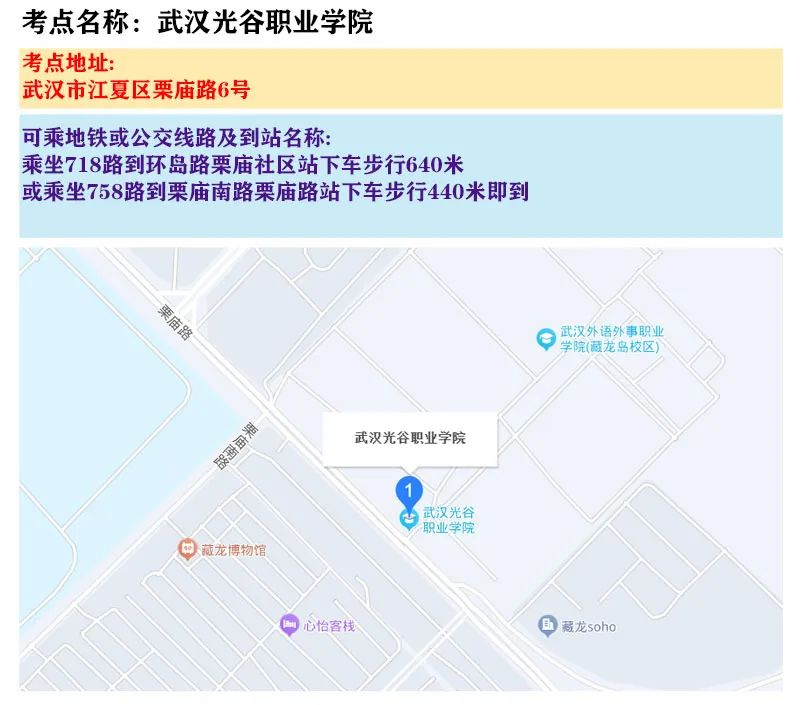 考点名称：武汉光谷职业学院
考点地址:
武汉市江夏区栗庙路6号
可乘地铁或公交线路及到站名称:
乘坐718路到环岛路栗庙社区站下车步行640米
或乘坐758路到栗庙南路栗庙路站下车步行440米即到
栗庙路
武汉外语外事职业
学院(藏龙岛校区)
栗庙南路
武汉光谷职业学院
1
武汉光谷
职业学院
藏龙博物馆
心怡客栈
藏龙soho